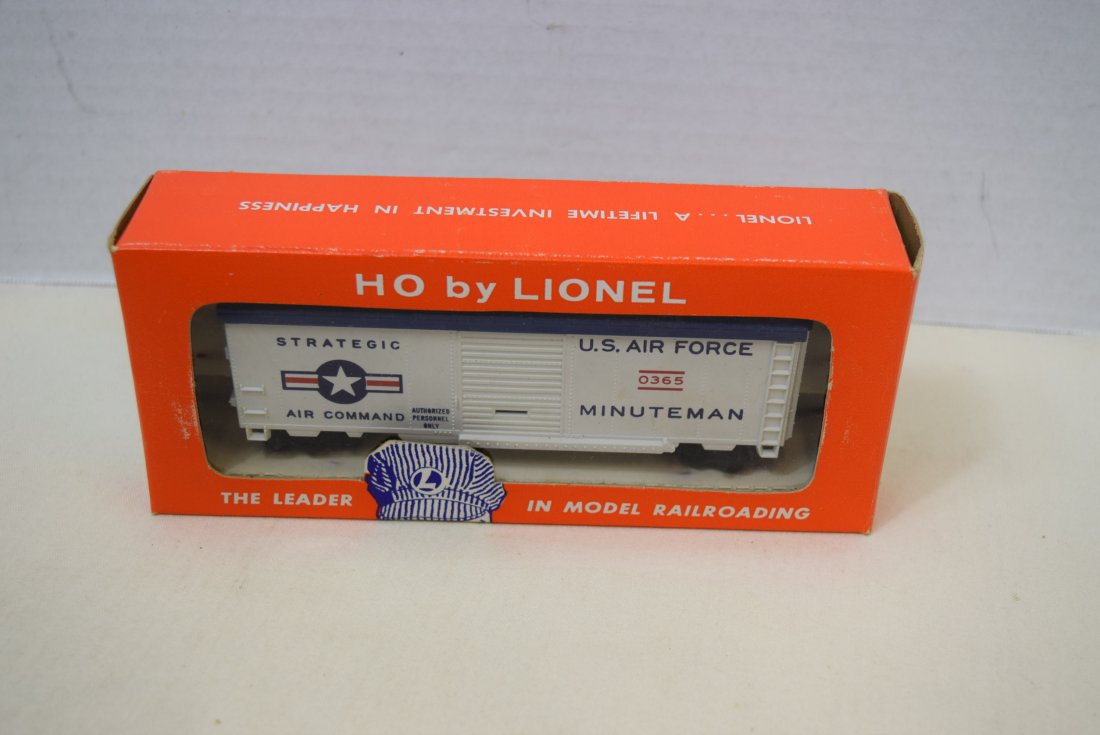 LIONEL.... A LIFETIME INVESTMENT IN HAPPINESS
HO by LIONEL
STRATEGIC
AIR COMMAND
AUTHORIZED
PERSONNEL
ONLY
U.S. AIR FORCE
0365
MINUTEMAN
L
THE LEADER IN MODEL RAILROADING